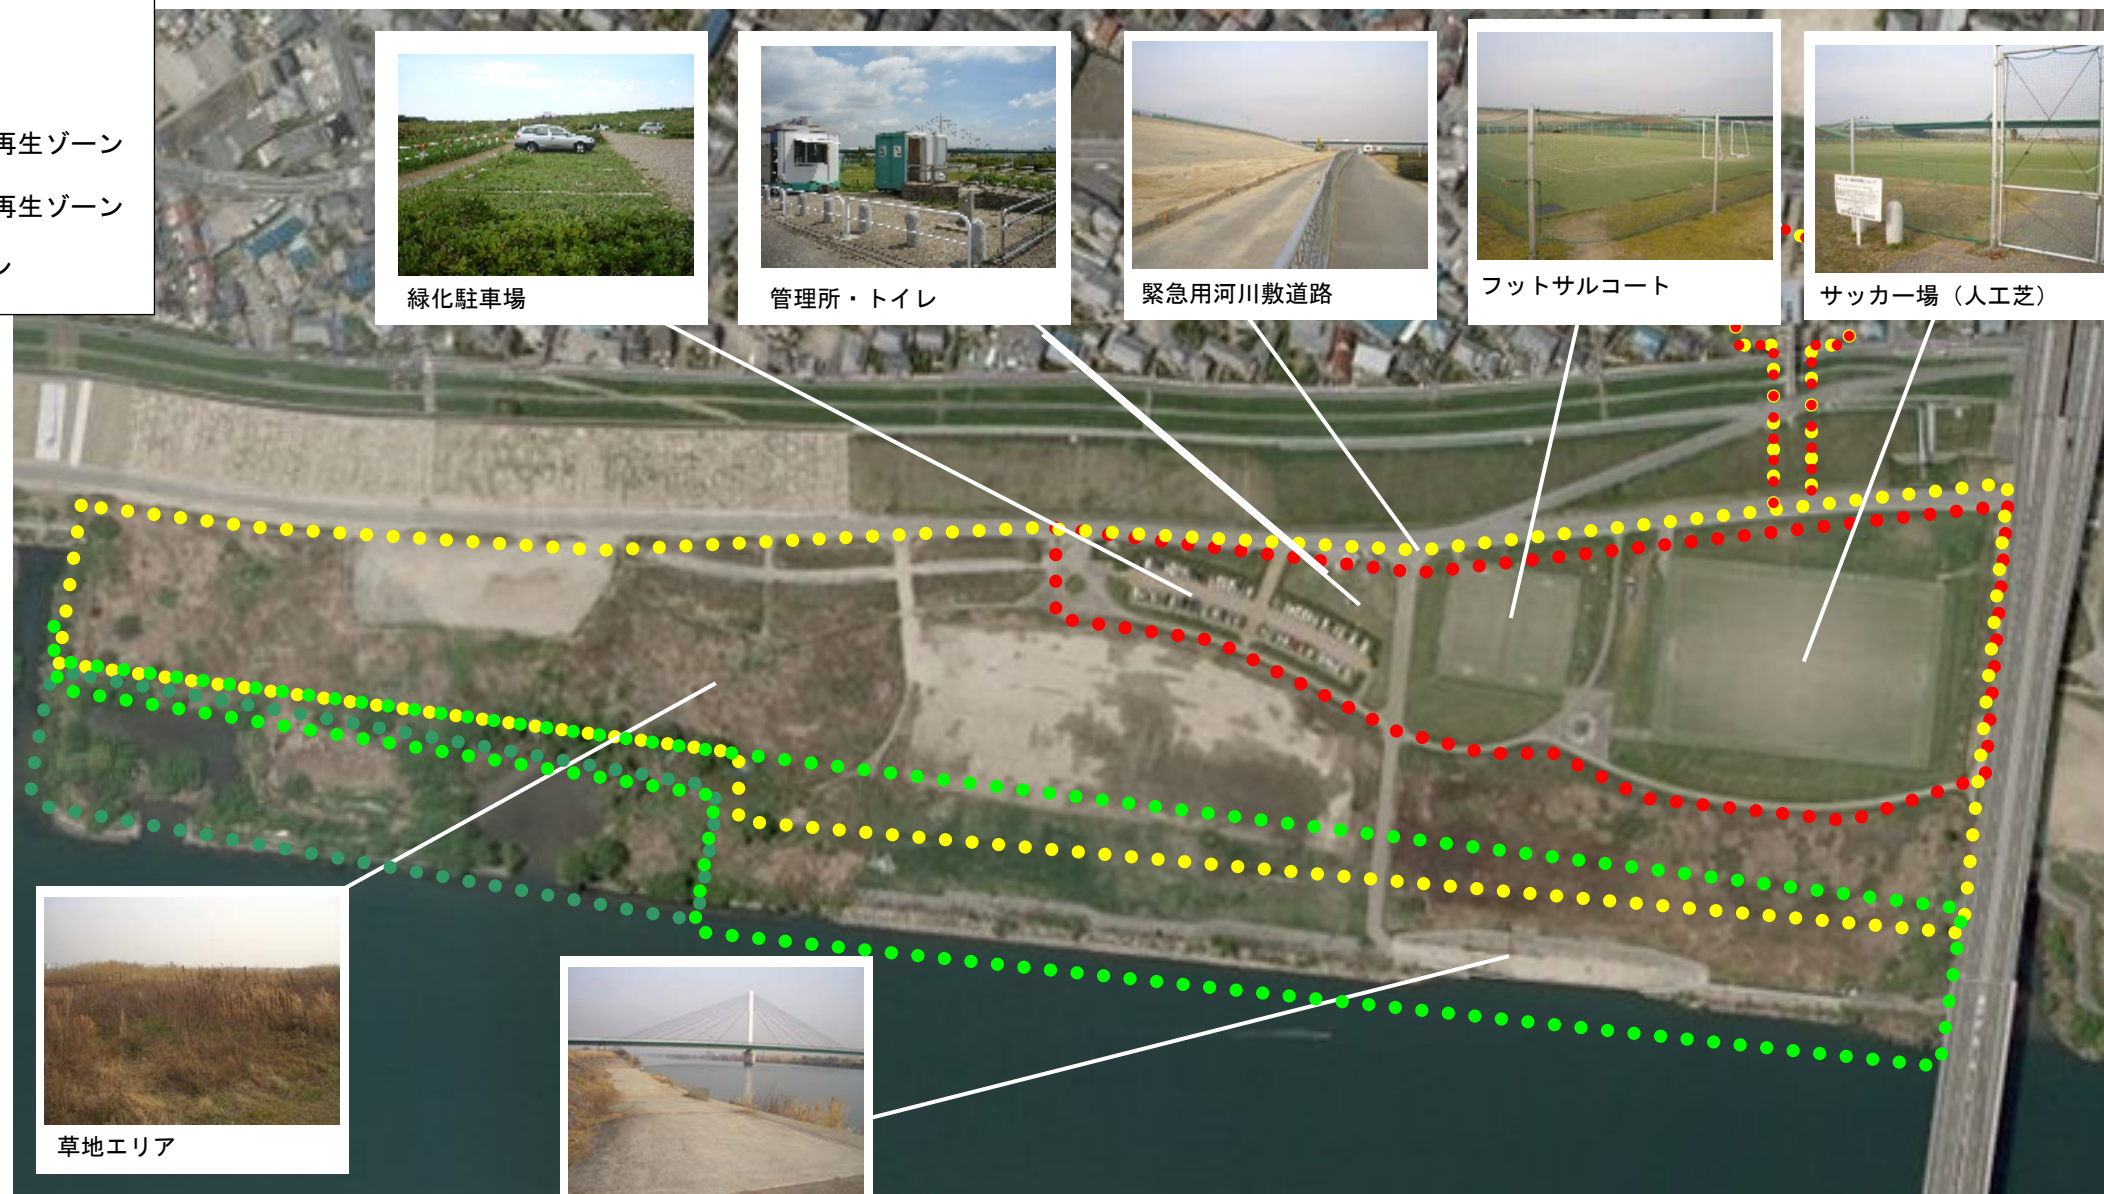 再生ゾーン
再生ゾーン
ン
緑化駐車場
管理所・トイレ
緊急用河川敷道路
フットサルコート
サッカー場（人工芝）
草地エリア